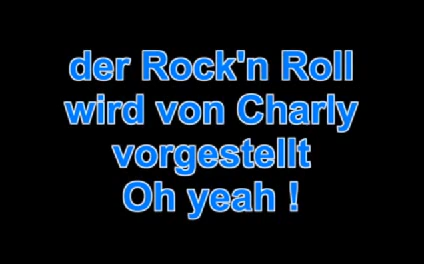 der Rock'n Roll
wird von Charly
vorgestellt
Oh yeah !